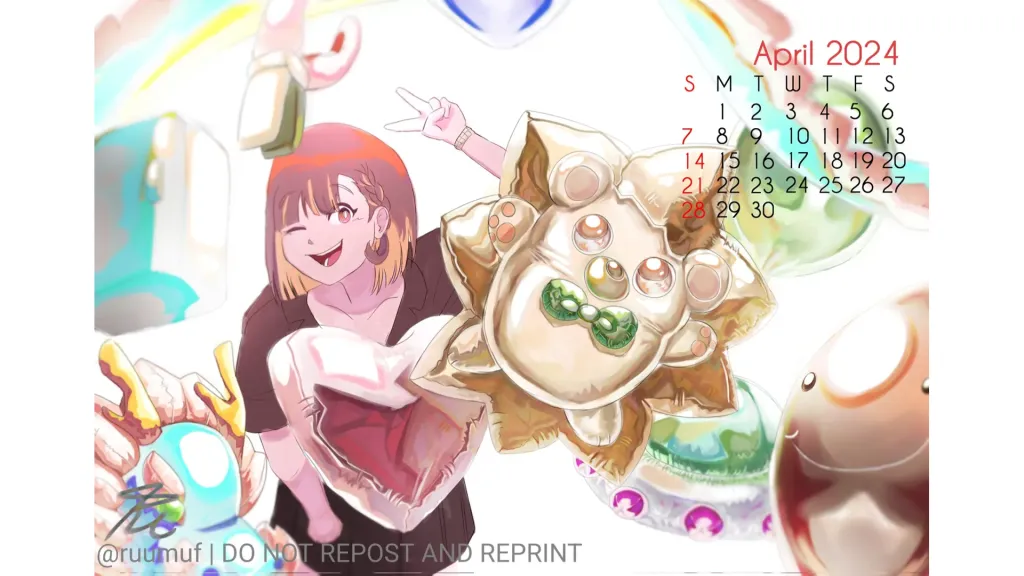 April 2024
S M T W T F S
1 2 3 4 5 6
7 8 9 10 11 12 13
14 15 16 17 18 19 20
21 22 23 24 25 26 27
28 29 30
@ruumuf | DO NOT REPOST AND REPRINT